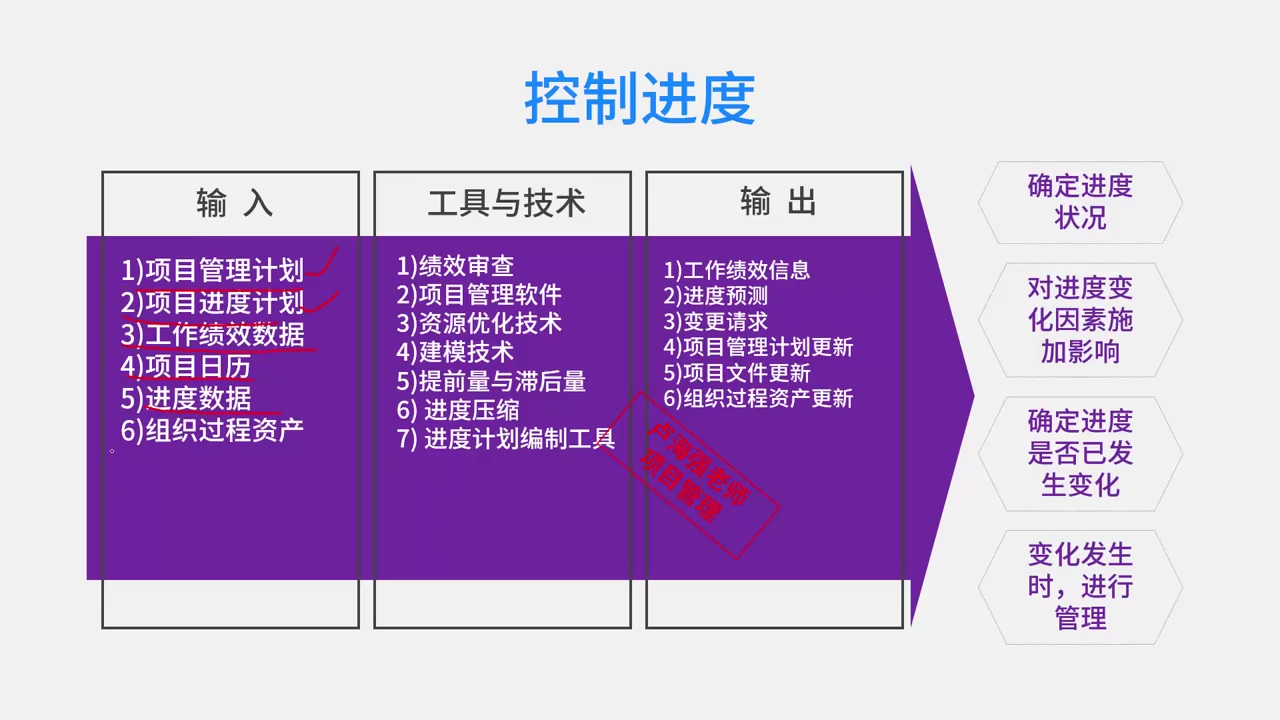 控制进度
输 入
1)项目管理计划
2)项目进度计划
3)工作绩效数据
4)项目日历
5)进度数据
6)组织过程资产
工具与技术
1)绩效审查
2)项目管理软件
3)资源优化技术
4)建模技术
5)提前量与滞后量
6) 进度压缩
7) 进度计划编制工具
输 出
1)工作绩效信息
2)进度预测
3)变更请求
4)项目管理计划更新
5)项目文件更新
6)组织过程资产更新
卢海强老师
项目管理
确定进度
状况
对进度变
化因素施
加影响
确定进度
是否已发
生变化
变化发生
时，进行
管理